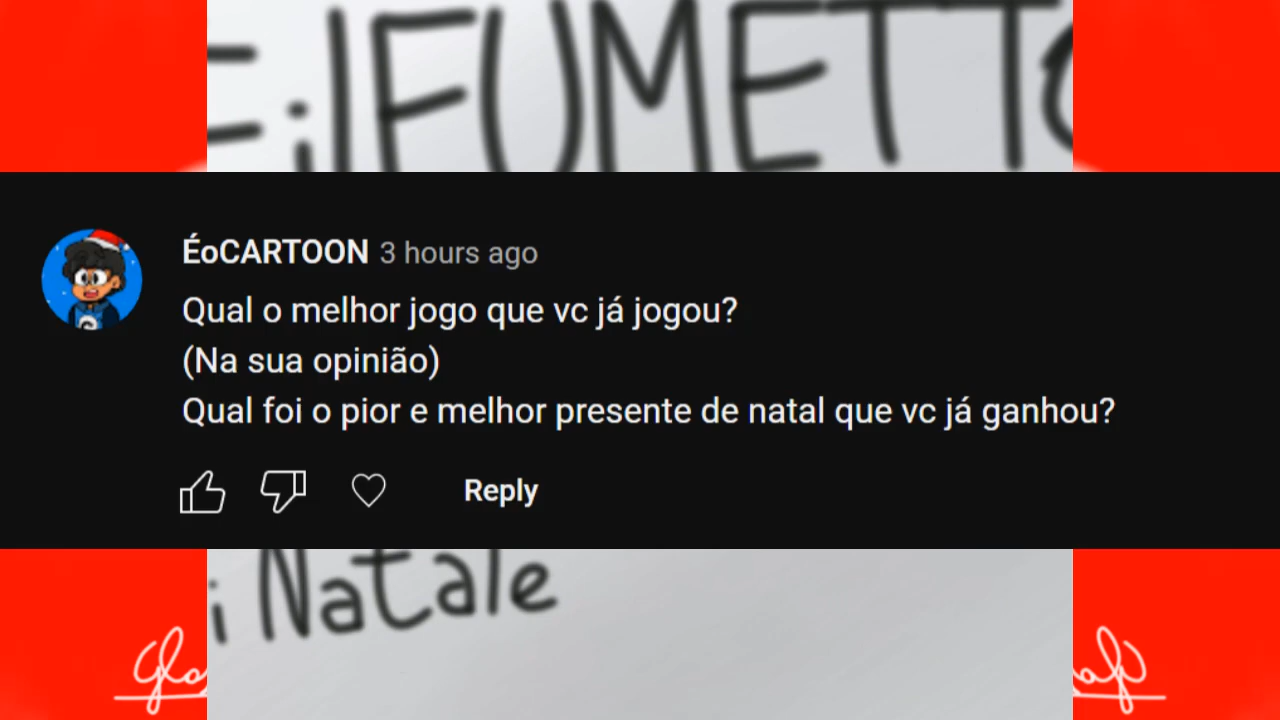 : ilFUMETTO
ÉoCARTOON 3 hours ago
Qual o melhor jogo que vc já jogou?
(Na sua opinião)
Qual foi o pior e melhor presente de natal que vc já ganhou?
Reply
i Natale